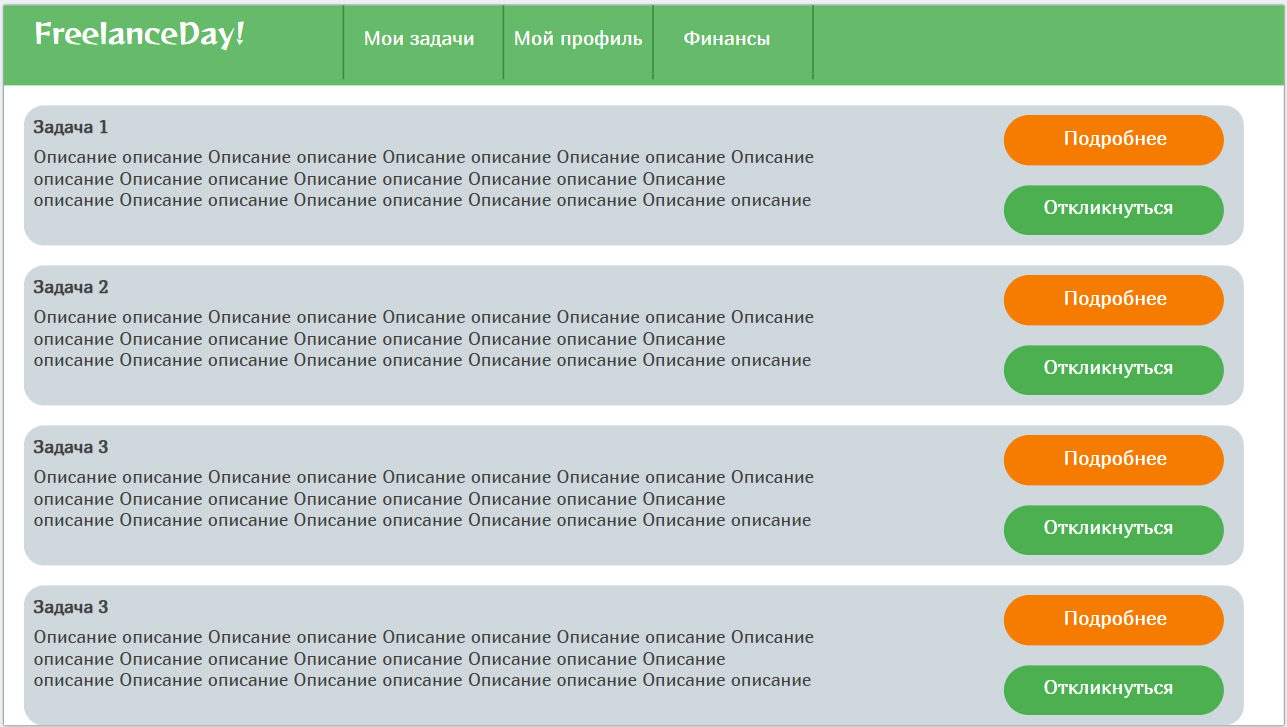 FreelanceDay!
Мои задачи
Мой профиль
Финансы
Задача 1
Описание описание Описание описание Описание описание Описание описание Описание
описание Описание описание Описание описание Описание описание Описание
описание Описание описание Описание описание Описание описание Описание описание
Подробнее
Откликнуться
Задача 2
Описание описание Описание описание Описание описание Описание описание Описание
описание Описание описание Описание описание Описание описание Описание
описание Описание описание Описание описание Описание описание Описание описание
Подробнее
Откликнуться
Задача 3
Описание описание Описание описание Описание описание Описание описание Описание
описание Описание описание Описание описание Описание описание Описание
описание Описание описание Описание описание Описание описание Описание описание
Подробнее
Откликнуться
Задача 3
Описание описание Описание описание Описание описание Описание описание Описание
описание Описание описание Описание описание Описание описание Описание
описание Описание описание Описание описание Описание описание Описание описание
Подробнее
Откликнуться